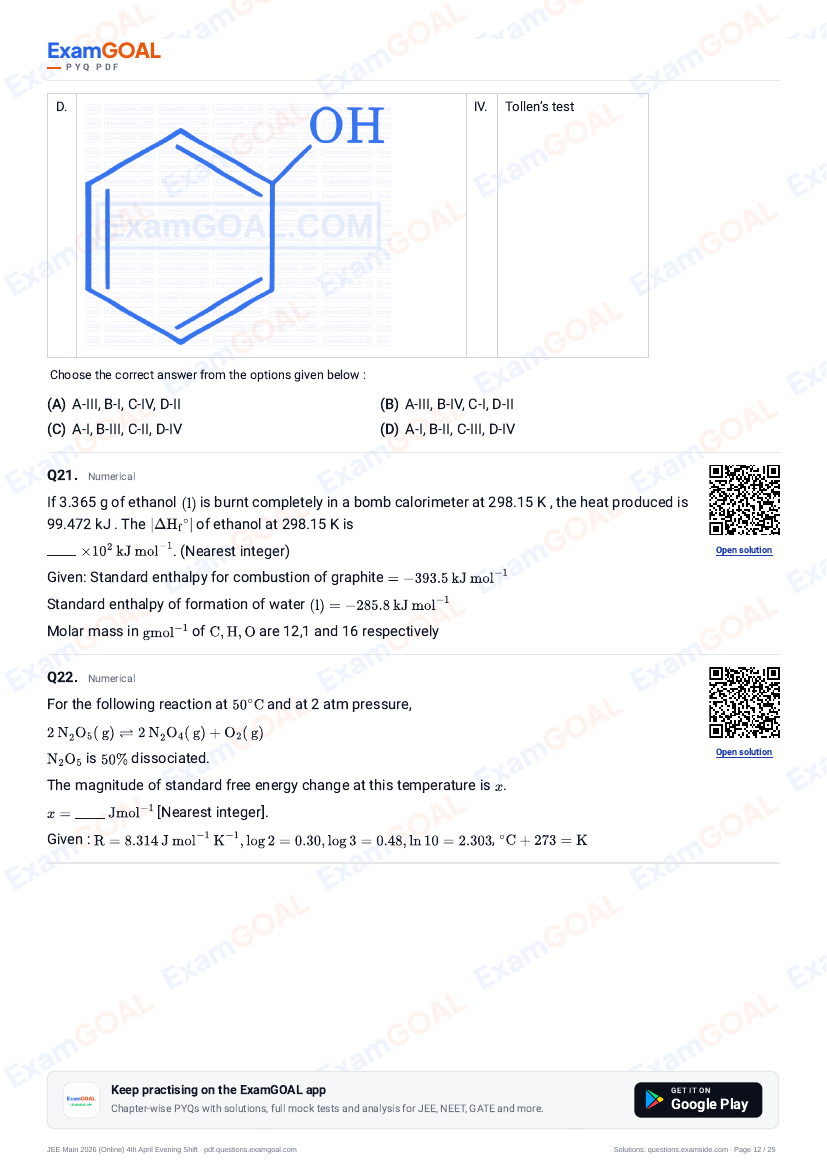 ExamGOAL
PYQ PDF
D.
OH
ExamGOAL.COM
IV. Tollen's test
Choose the correct answer from the options given below :
(A) A-III, B-I, C-IV, D-II
(B) A-III, B-IV, C-I, D-II
(C) A-I, B-III, C-II, D-IV
(D) A-I, B-II, C-III, D-IV
Q21. Numerical
If 3.365 g of ethanol (l) is burnt completely in a bomb calorimeter at 298.15 K , the heat produced is
99.472 kJ . The |ΔH_f°| of ethanol at 298.15 K is
____ ×10² kJ mol⁻¹. (Nearest integer)
Given: Standard enthalpy for combustion of graphite = −393.5 kJ mol⁻¹
Standard enthalpy of formation of water (l) = −285.8 kJ mol⁻¹
Molar mass in gmol⁻¹ of C, H, O are 12,1 and 16 respectively
Open solution
Q22. Numerical
For the following reaction at 50°C and at 2 atm pressure,
2 N₂O₅( g) ⇌ 2 N₂O₄( g) + O₂( g)
N₂O₅ is 50% dissociated.
The magnitude of standard free energy change at this temperature is x.
x = ____ Jmol⁻¹ [Nearest integer].
Given : R = 8.314 J mol⁻¹ K⁻¹, log 2 = 0.30, log 3 = 0.48, ln 10 = 2.303, °C + 273 = K
Open solution
ExamGOAL
Keep practising on the ExamGOAL app
Chapter-wise PYQs with solutions, full mock tests and analysis for JEE, NEET, GATE and more.
GET IT ON
Google Play
JEE Main 2026 (Online) 4th April Evening Shift · pdf.questions.examgoal.com
Solutions: questions.examside.com · Page 12 / 25